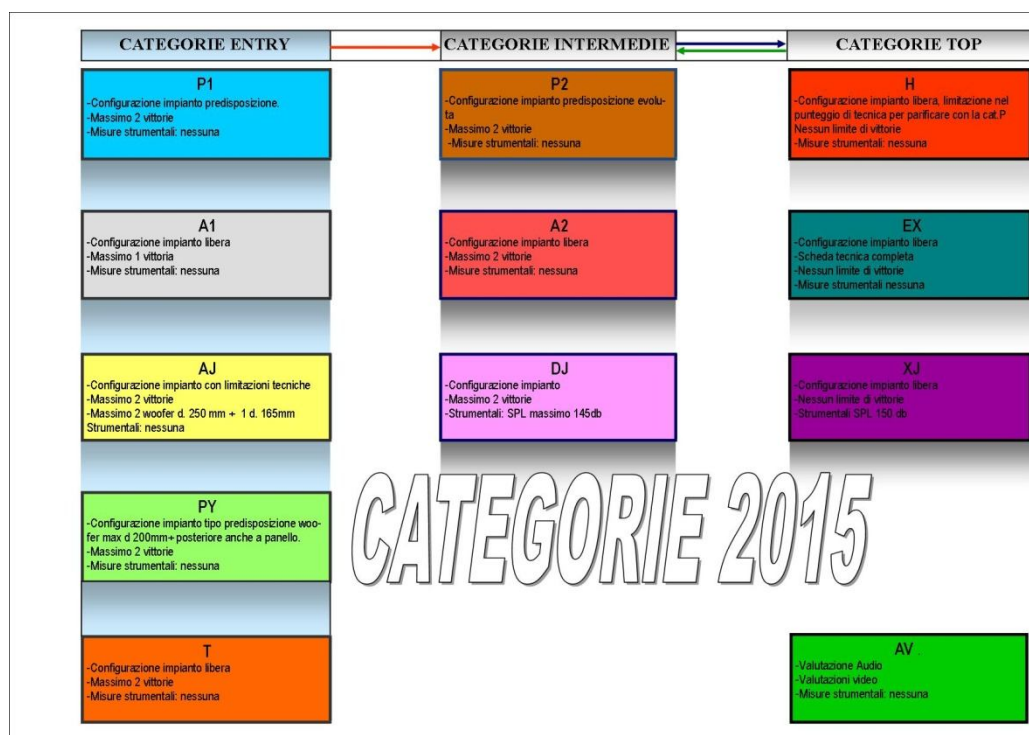 CATEGORIE ENTRY
CATEGORIE INTERMEDIE
CATEGORIE TOP
P1
-Configurazione impianto predisposizione.
-Massimo 2 vittorie
-Misure strumentali: nessuna
P2
-Configurazione impianto predisposizione evolu-
ta
-Massimo 2 vittorie
-Misure strumentali: nessuna
H
-Configurazione impianto libera, limitazione nel
punteggio di tecnica per parificare con la cat.P
Nessun limite di vittorie
-Misure strumentali: nessuna
A1
-Configurazione impianto libera
-Massimo 1 vittoria
-Misure strumentali: nessuna
A2
-Configurazione impianto libera
-Massimo 2 vittorie
-Misure strumentali: nessuna
EX
-Configurazione impianto libera
-Scheda tecnica completa
-Nessun limite di vittorie
-Misure strumentali nessuna
AJ
-Configurazione impianto con limitazioni tecniche
-Massimo 2 vittorie
-Massimo 2 woofer d. 250 mm + 1 d. 165mm
Strumentali: nessuna
DJ
-Configurazione impianto
-Massimo 2 vittorie
-Strumentali: SPL massimo 145db
XJ
-Configurazione impianto libera
-Nessun limite di vittorie
-Strumentali SPL 150 db
PY
-Configurazione impianto tipo predisposizione woo-
fer max d 200mm+ posteriore anche a panello.
-Massimo 2 vittorie
-Misure strumentali: nessuna
CATEGORIE 2015
T
-Configurazione impianto libera
-Massimo 2 vittorie
-Misure strumentali: nessuna
AV .
-Valutazione Audio
-Valutazioni video
-Misure strumentali: nessuna